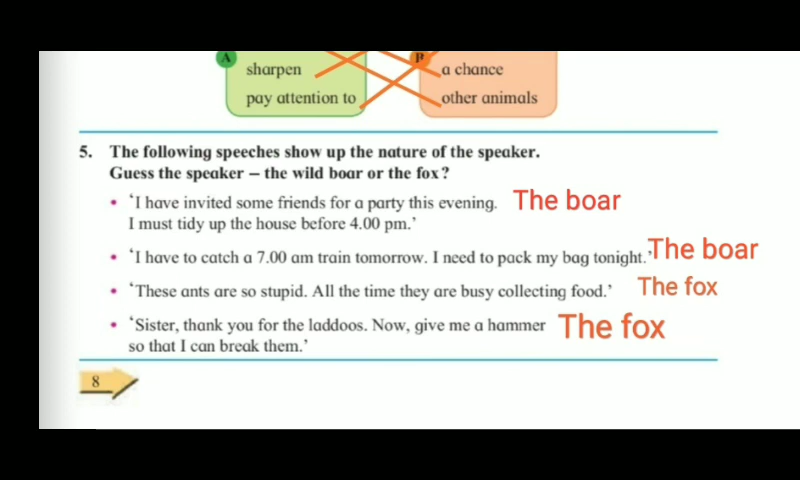 A
B
sharpen
a chance
pay attention to
other animals
5. The following speeches show up the nature of the speaker.
Guess the speaker – the wild boar or the fox?
• ‘I have invited some friends for a party this evening. The boar
I must tidy up the house before 4.00 pm.’
• ‘I have to catch a 7.00 am train tomorrow. I need to pack my bag tonight.’ The boar
• ‘These ants are so stupid. All the time they are busy collecting food.’ The fox
• ‘Sister, thank you for the laddoos. Now, give me a hammer The fox
so that I can break them.’
8